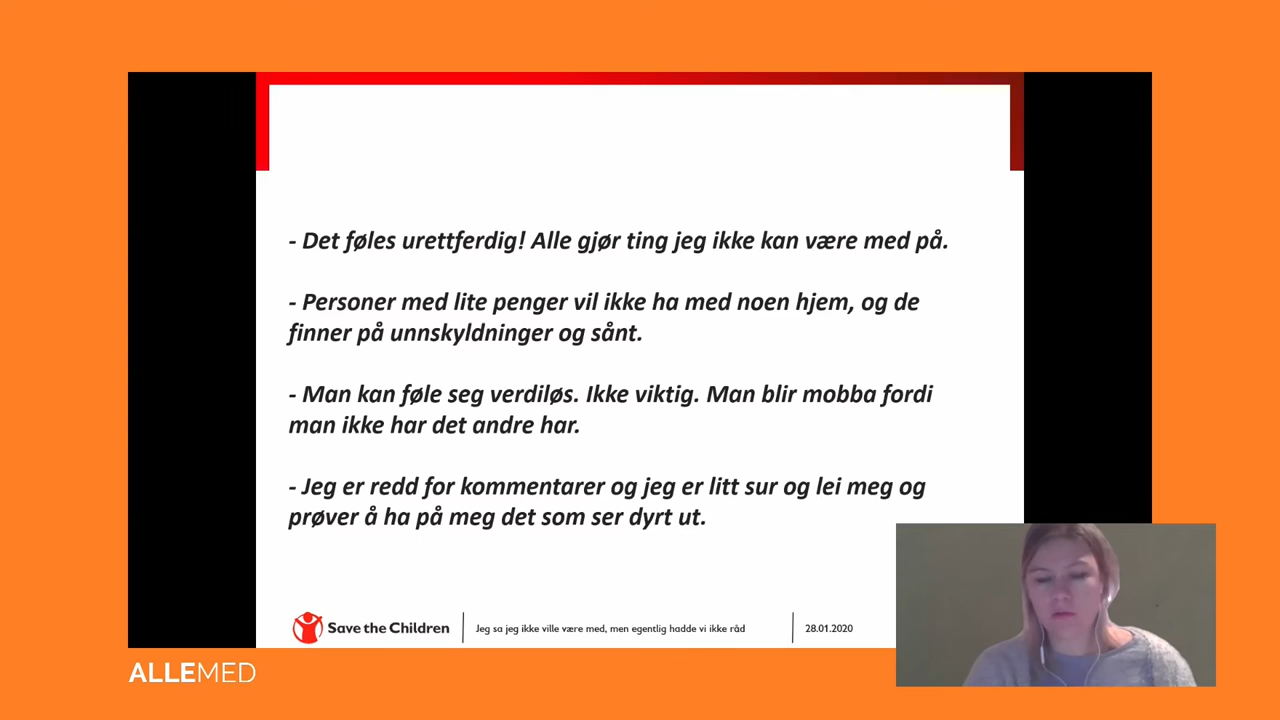 - Det føles urettferdig! Alle gjør ting jeg ikke kan være med på.
- Personer med lite penger vil ikke ha med noen hjem, og de
finner på unnskyldninger og sånt.
- Man kan føle seg verdiløs. Ikke viktig. Man blir mobba fordi
man ikke har det andre har.
- Jeg er redd for kommentarer og jeg er litt sur og lei meg og
prøver å ha på meg det som ser dyrt ut.
Save the Children
Jeg sa jeg ikke ville være med, men egentlig hadde vi ikke råd
28.01.2020
ALLEMED